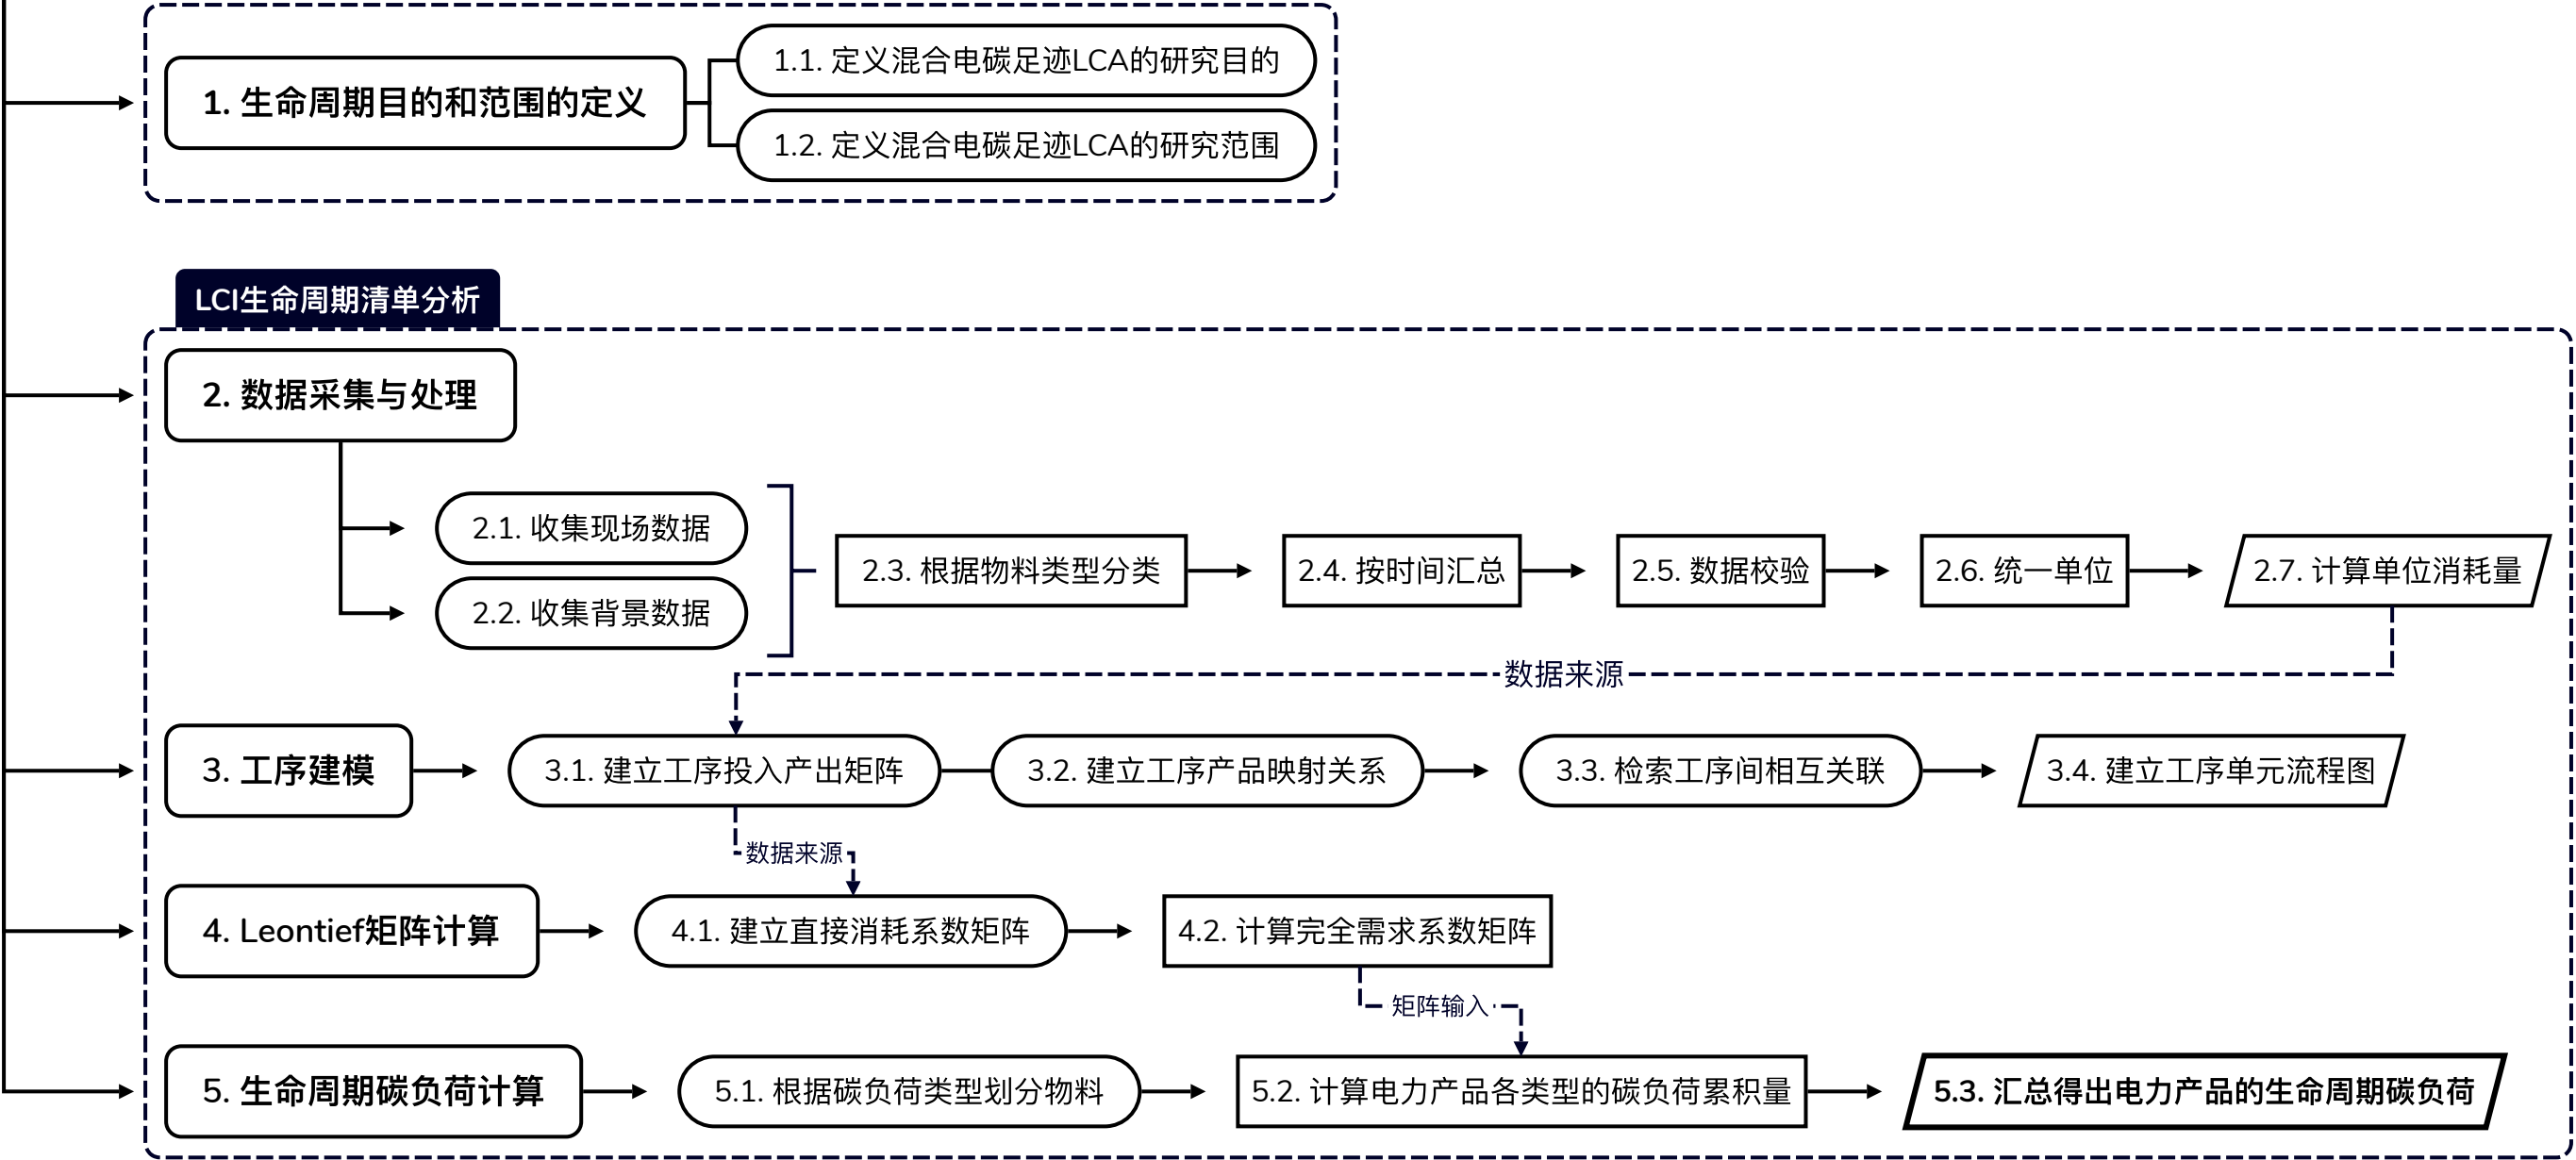 1. 生命周期目的和范围的定义
1.1. 定义混合电碳足迹LCA的研究目的
1.2. 定义混合电碳足迹LCA的研究范围
LCI生命周期清单分析
2. 数据采集与处理
2.1. 收集现场数据
2.2. 收集背景数据
2.3. 根据物料类型分类
2.4. 按时间汇总
2.5. 数据校验
2.6. 统一单位
2.7. 计算单位消耗量
数据来源
3. 工序建模
3.1. 建立工序投入产出矩阵
3.2. 建立工序产品映射关系
3.3. 检索工序间相互关联
3.4. 建立工序单元流程图
数据来源
4. Leontief矩阵计算
4.1. 建立直接消耗系数矩阵
4.2. 计算完全需求系数矩阵
矩阵输入
5. 生命周期碳负荷计算
5.1. 根据碳负荷类型划分物料
5.2. 计算电力产品各类型的碳负荷累积量
5.3. 汇总得出电力产品的生命周期碳负荷